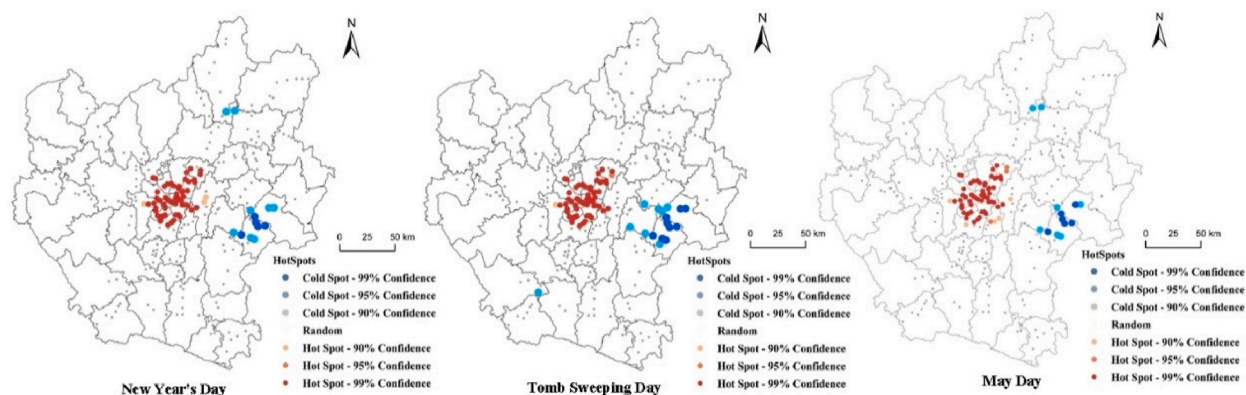 N
0 25 50 km
HotSpots
Cold Spot - 99% Confidence
Cold Spot - 95% Confidence
Cold Spot - 90% Confidence
Random
Hot Spot - 90% Confidence
Hot Spot - 95% Confidence
Hot Spot - 99% Confidence
New Year's Day
N
0 25 50 km
HotSpots
Cold Spot - 99% Confidence
Cold Spot - 95% Confidence
Cold Spot - 90% Confidence
Random
Hot Spot - 90% Confidence
Hot Spot - 95% Confidence
Hot Spot - 99% Confidence
Tomb Sweeping Day
N
0 25 50 km
HotSpots
Cold Spot - 99% Confidence
Cold Spot - 95% Confidence
Cold Spot - 90% Confidence
Random
Hot Spot - 90% Confidence
Hot Spot - 95% Confidence
Hot Spot - 99% Confidence
May Day